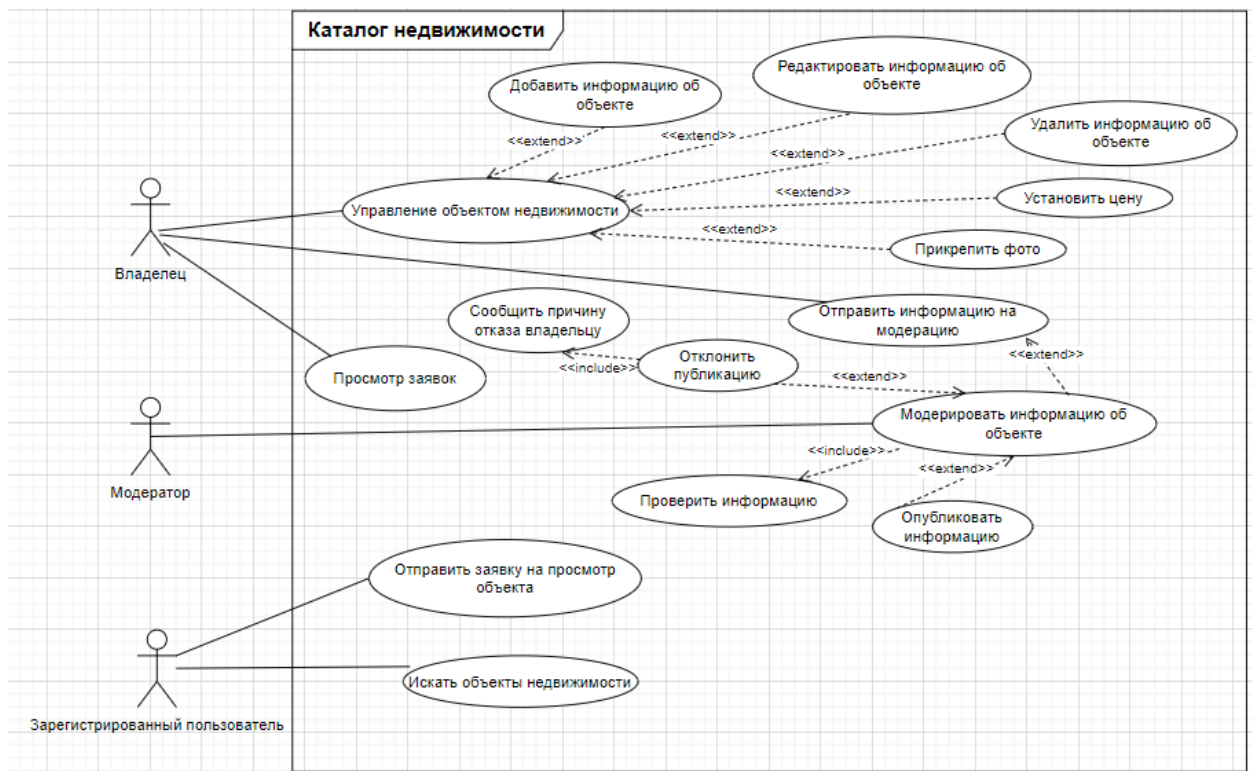 Каталог недвижимости
Добавить информацию об
объекте
Редактировать информацию об
объекте
Удалить информацию об
объекте
<<extend>>
<<extend>>
<<extend>>
<<extend>>
Установить цену
Управление объектом недвижимости
<<extend>>
Прикрепить фото
Владелец
Сообщить причину
отказа владельцу
Отправить информацию на
модерацию
<<extend>>
Отклонить
публикацию
<<include>>
<<extend>>
Просмотр заявок
Модерировать информацию об
объекте
<<include>>
<<extend>>
Модератор
Проверить информацию
Опубликовать
информацию
Отправить заявку на просмотр
объекта
Искать объекты недвижимости
Зарегистрированный пользователь